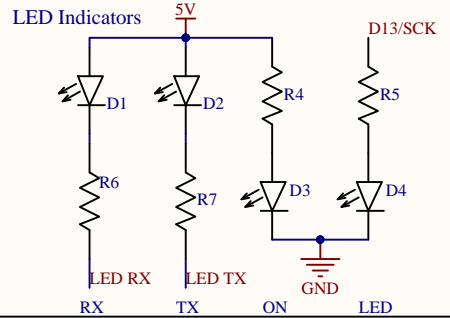 LED Indicators
5V
D13/SCK
D1
D2
R4
R5
R6
R7
D3
D4
LED RX
LED TX
GND
RX
TX
ON
LED